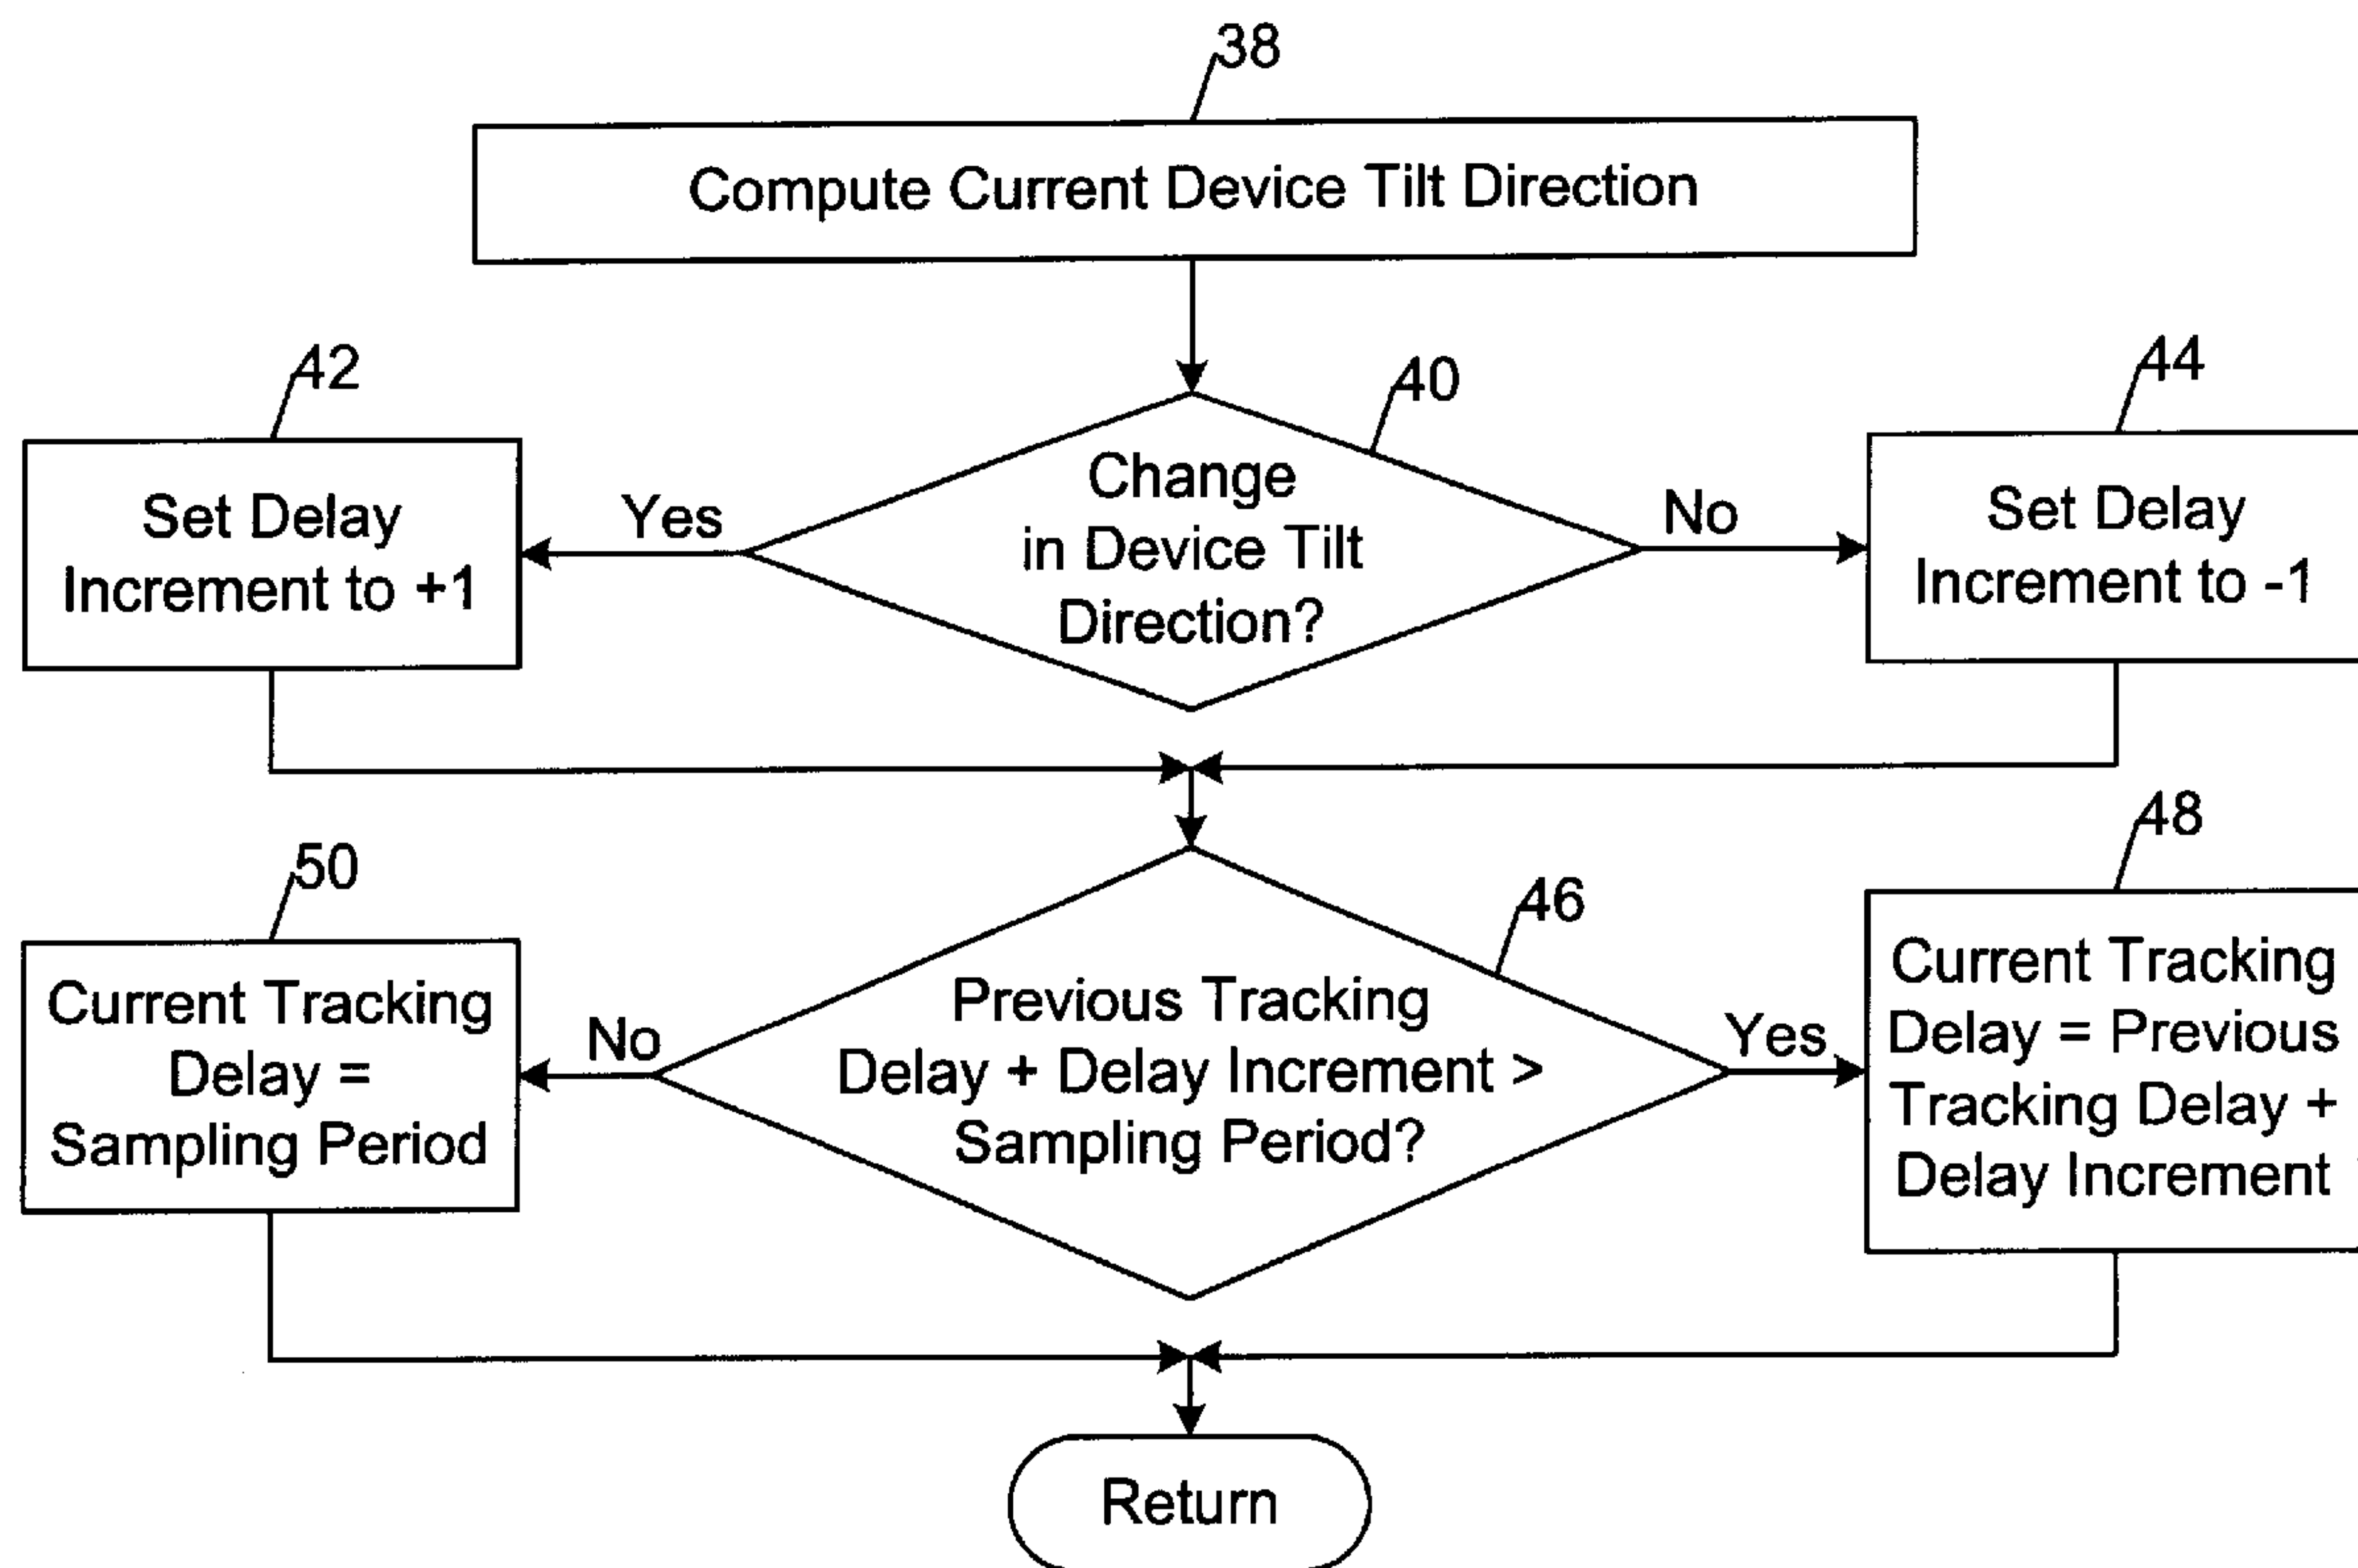 38
Compute Current Device Tilt Direction
42
40
44
Set Delay
Increment to +1
Yes
Change
in Device Tilt
Direction?
No
Set Delay
Increment to -1
50
46
48
Current Tracking
Delay =
Sampling Period
No
Previous Tracking
Delay + Delay Increment >
Sampling Period?
Yes
Current Tracking
Delay = Previous
Tracking Delay +
Delay Increment
Return